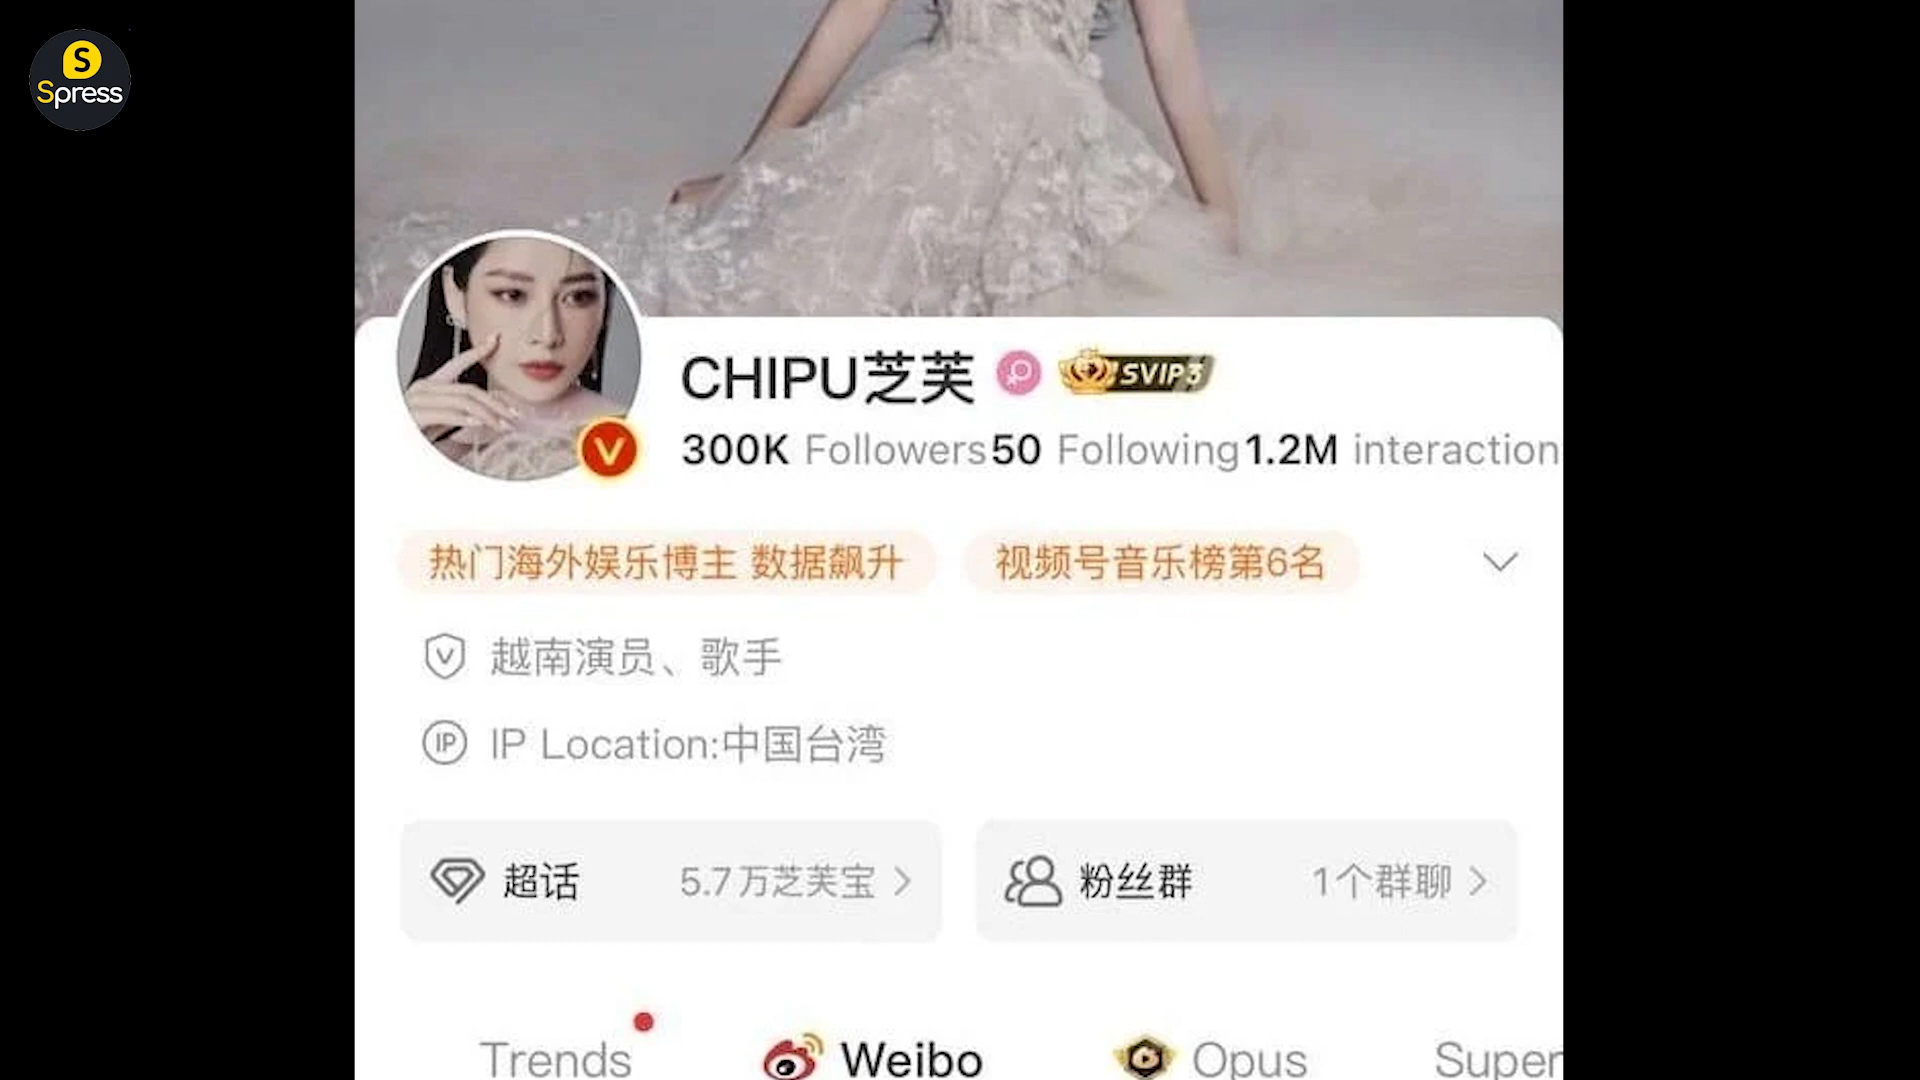 S
Spress
CHIPU芝芙 SVIP3
300K Followers 50 Following 1.2M interaction
热门海外娱乐博主 数据飙升 视频号音乐榜第6名
越南演员、歌手
IP IP Location:中国台湾
超话 5.7万芝芙宝 粉丝群 1个群聊
Trends Weibo Opus Super